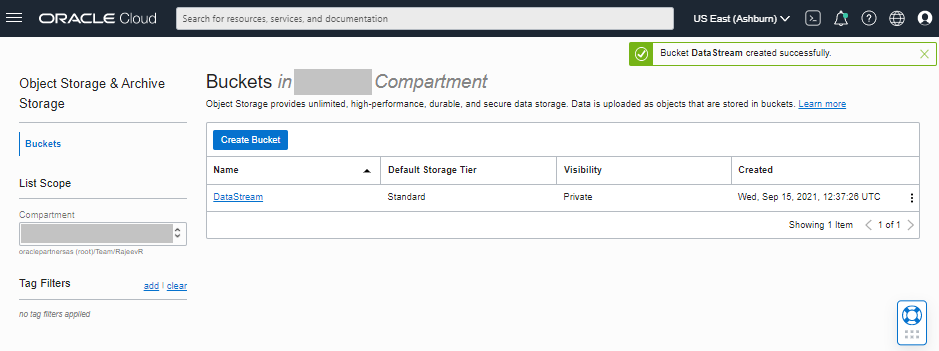 ORACLE Cloud
Search for resources, services, and documentation
US East (Ashburn)
Bucket DataStream created successfully.
Object Storage & Archive
Storage
Buckets
List Scope
Compartment
oraclepartnersas (root)/Team/RajeevR
Tag Filters
add | clear
no tag filters applied
Buckets in Compartment
Object Storage provides unlimited, high-performance, durable, and secure data storage. Data is uploaded as objects that are stored in buckets. Learn more
Create Bucket
Name Default Storage Tier Visibility Created
DataStream Standard Private Wed, Sep 15, 2021, 12:37:26 UTC
Showing 1 Item < 1 of 1 >